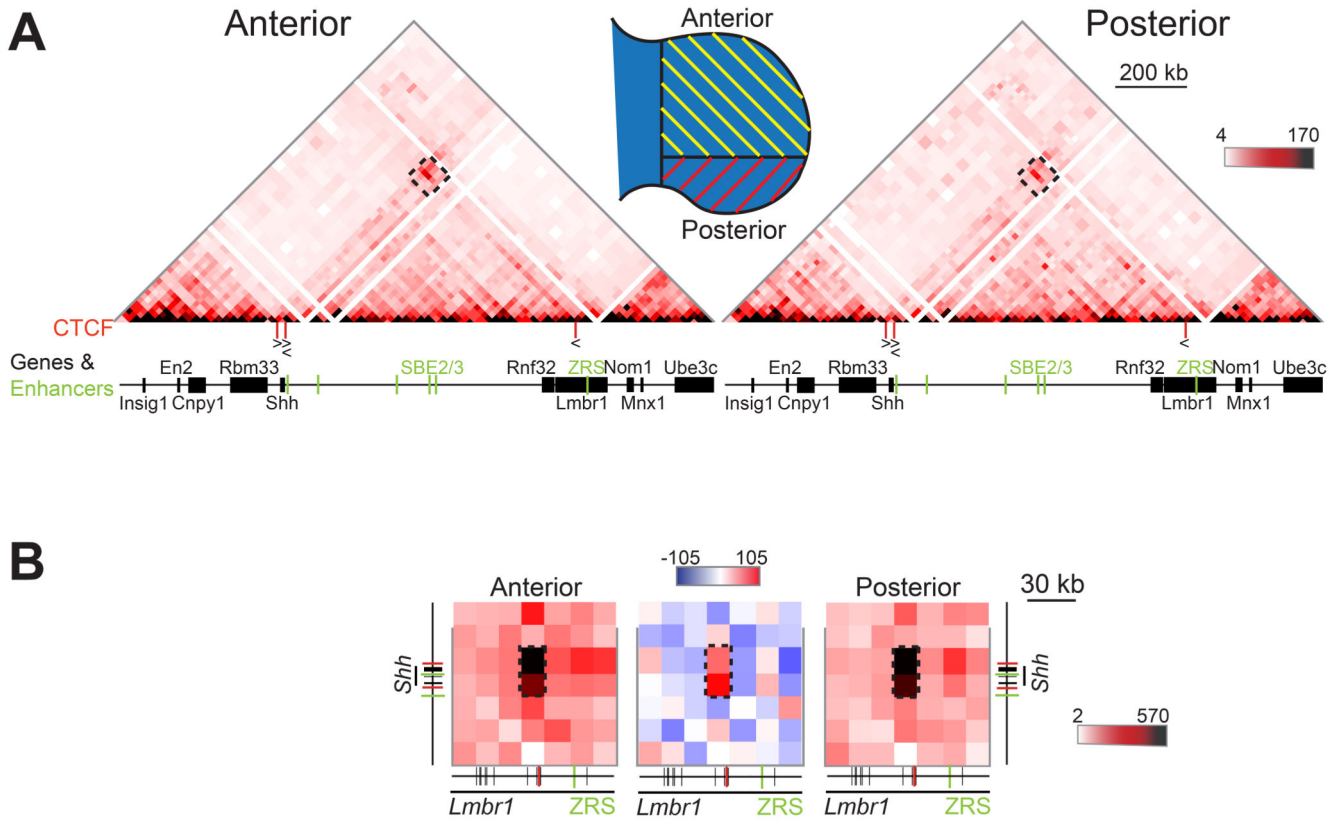 A
Anterior
Anterior
Posterior
200 kb
4 170
Posterior
CTCF
>> <
<
>> <
<
Genes &
Enhancers
En2 Rbm33 SBE2/3 Rnf32 ZRS Nom1 Ube3c
Insig1 Cnpy1 Shh Lmbr1 Mnx1
En2 Rbm33 SBE2/3 Rnf32 ZRS Nom1 Ube3c
Insig1 Cnpy1 Shh Lmbr1 Mnx1
B
Anterior
-105 105
Posterior
30 kb
Shh
Shh
2 570
Lmbr1 ZRS
Lmbr1 ZRS
Lmbr1 ZRS